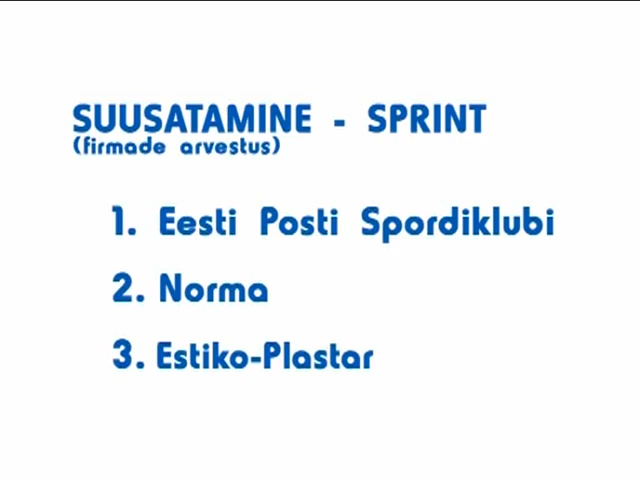 SUUSATAMINE - SPRINT
(firmade arvestus)
1. Eesti Posti Spordiklubi
2. Norma
3. Estiko-Plastar